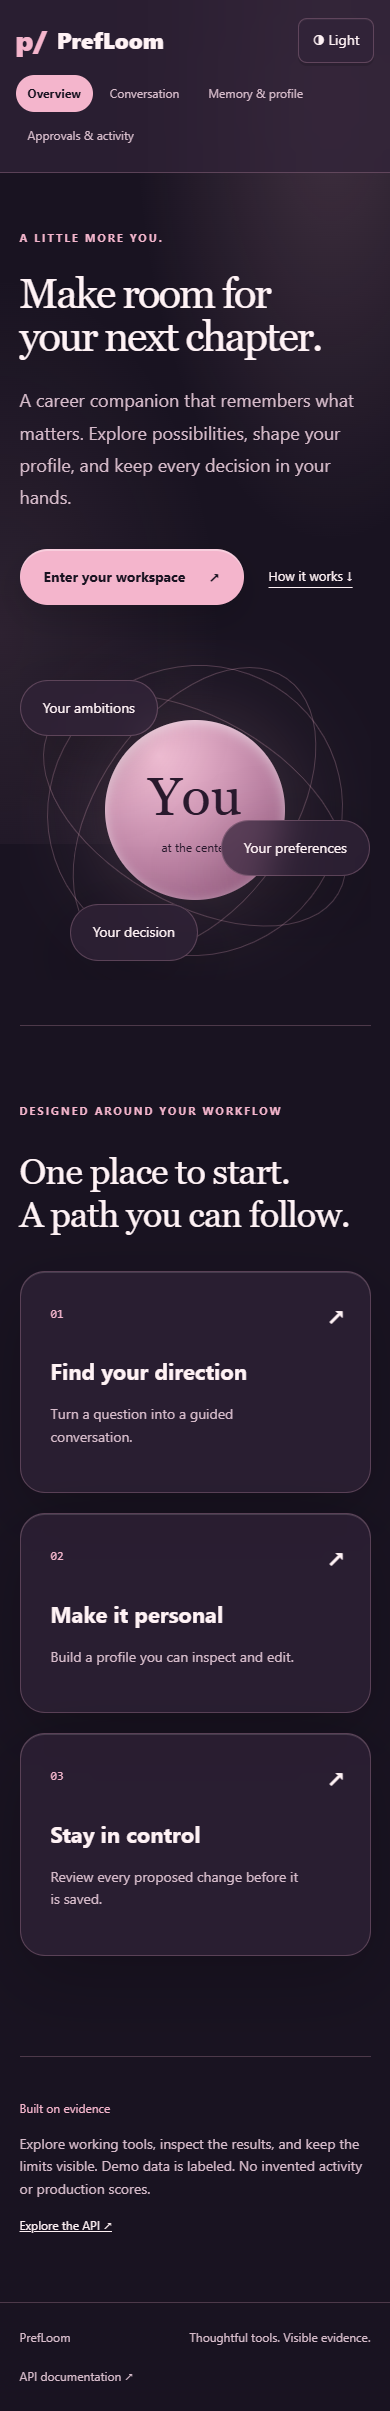 p/ PrefLoom
◑ Light
Overview Conversation Memory & profile
Approvals & activity
A LITTLE MORE YOU.
Make room for
your next chapter.
A career companion that remembers what
matters. Explore possibilities, shape your
profile, and keep every decision in your
hands.
Enter your workspace ↗
How it works ↓
Your ambitions
You
at the cente
Your preferences
Your decision
DESIGNED AROUND YOUR WORKFLOW
One place to start.
A path you can follow.
01 ↗
Find your direction
Turn a question into a guided
conversation.
02 ↗
Make it personal
Build a profile you can inspect and edit.
03 ↗
Stay in control
Review every proposed change before it
is saved.
Built on evidence
Explore working tools, inspect the results, and keep the
limits visible. Demo data is labeled. No invented activity
or production scores.
Explore the API ↗
PrefLoom
Thoughtful tools. Visible evidence.
API documentation ↗